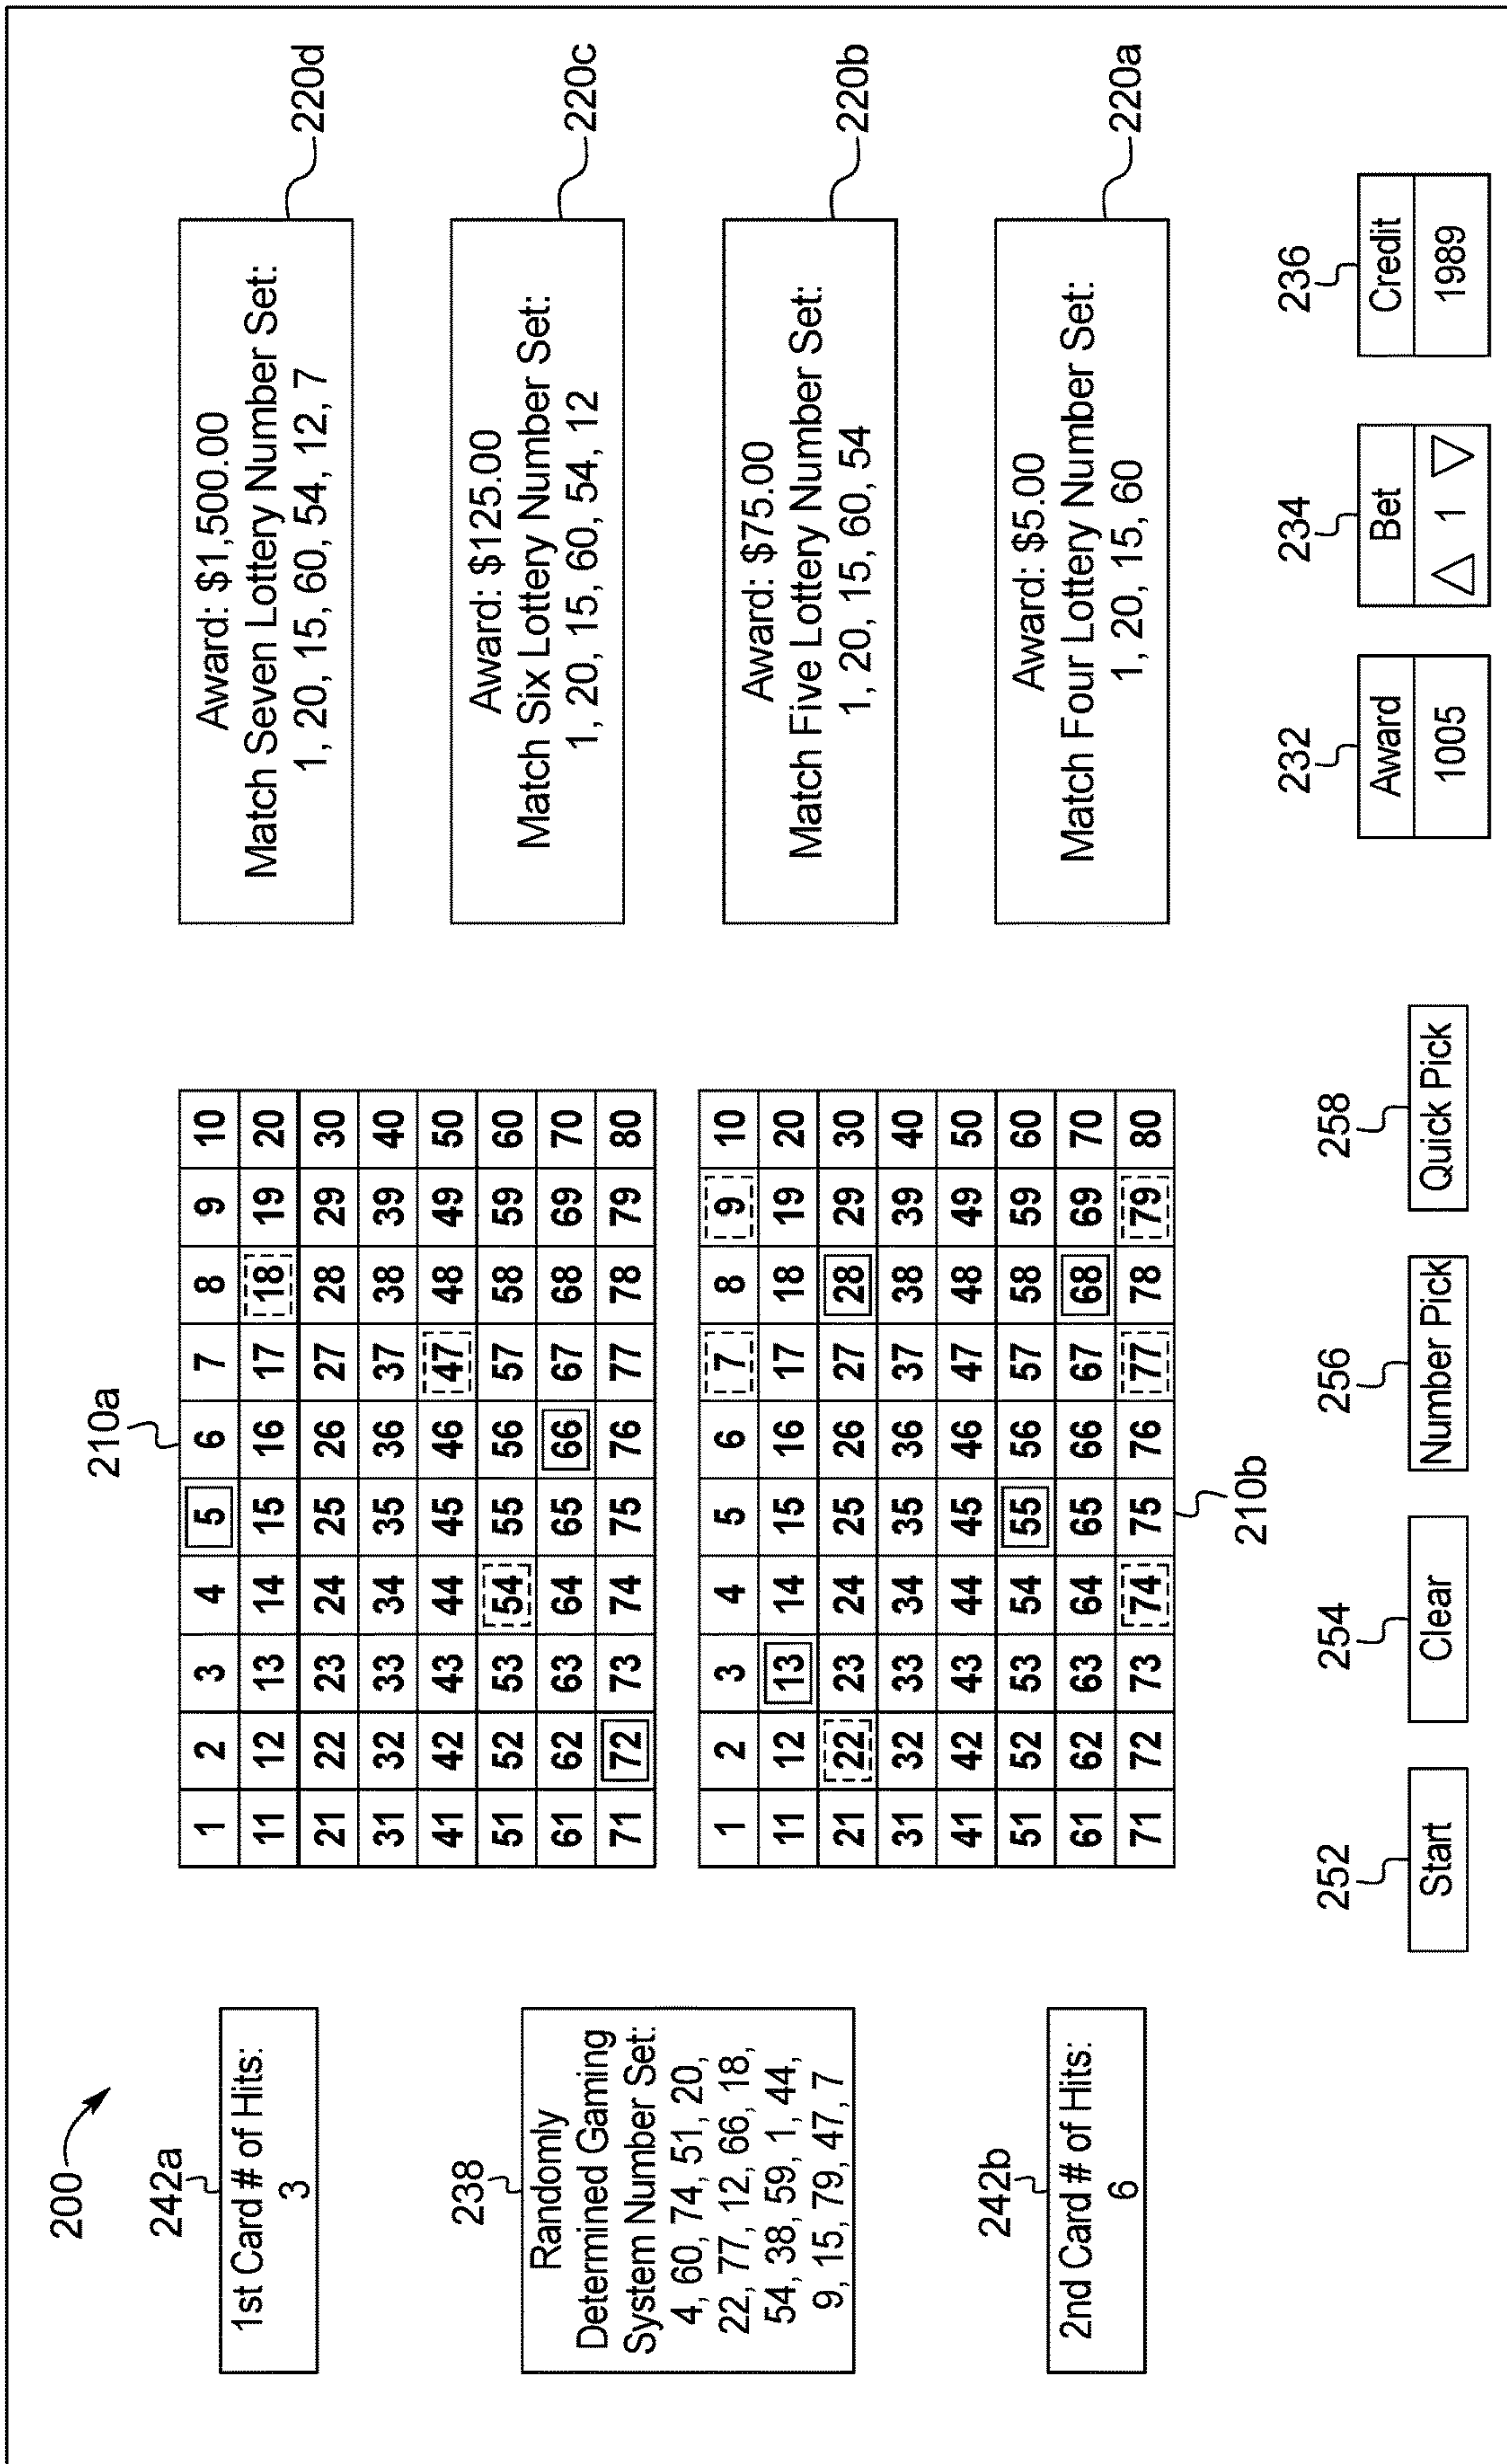 200
242a
1st Card # of Hits:
3
238
Randomly
Determined Gaming
System Number Set:
4, 60, 74, 51, 20,
22, 77, 12, 66, 18,
54, 38, 59, 1, 44,
9, 15, 79, 47, 7
242b
2nd Card # of Hits:
6
210a
1 2 3 4 5 6 7 8 9 10
11 12 13 14 15 16 17 18 19 20
21 22 23 24 25 26 27 28 29 30
31 32 33 34 35 36 37 38 39 40
41 42 43 44 45 46 47 48 49 50
51 52 53 54 55 56 57 58 59 60
61 62 63 64 65 66 67 68 69 70
71 72 73 74 75 76 77 78 79 80
1 2 3 4 5 6 7 8 9 10
11 12 13 14 15 16 17 18 19 20
21 22 23 24 25 26 27 28 29 30
31 32 33 34 35 36 37 38 39 40
41 42 43 44 45 46 47 48 49 50
51 52 53 54 55 56 57 58 59 60
61 62 63 64 65 66 67 68 69 70
71 72 73 74 75 76 77 78 79 80
210b
Award: $1,500.00
Match Seven Lottery Number Set:
1, 20, 15, 60, 54, 12, 7
220d
Award: $125.00
Match Six Lottery Number Set:
1, 20, 15, 60, 54, 12
220c
Award: $75.00
Match Five Lottery Number Set:
1, 20, 15, 60, 54
220b
Award: $5.00
Match Four Lottery Number Set:
1, 20, 15, 60
220a
252
Start
254
Clear
256
Number Pick
258
Quick Pick
232
Award
1005
234
Bet
△ 1 ▽
236
Credit
1989